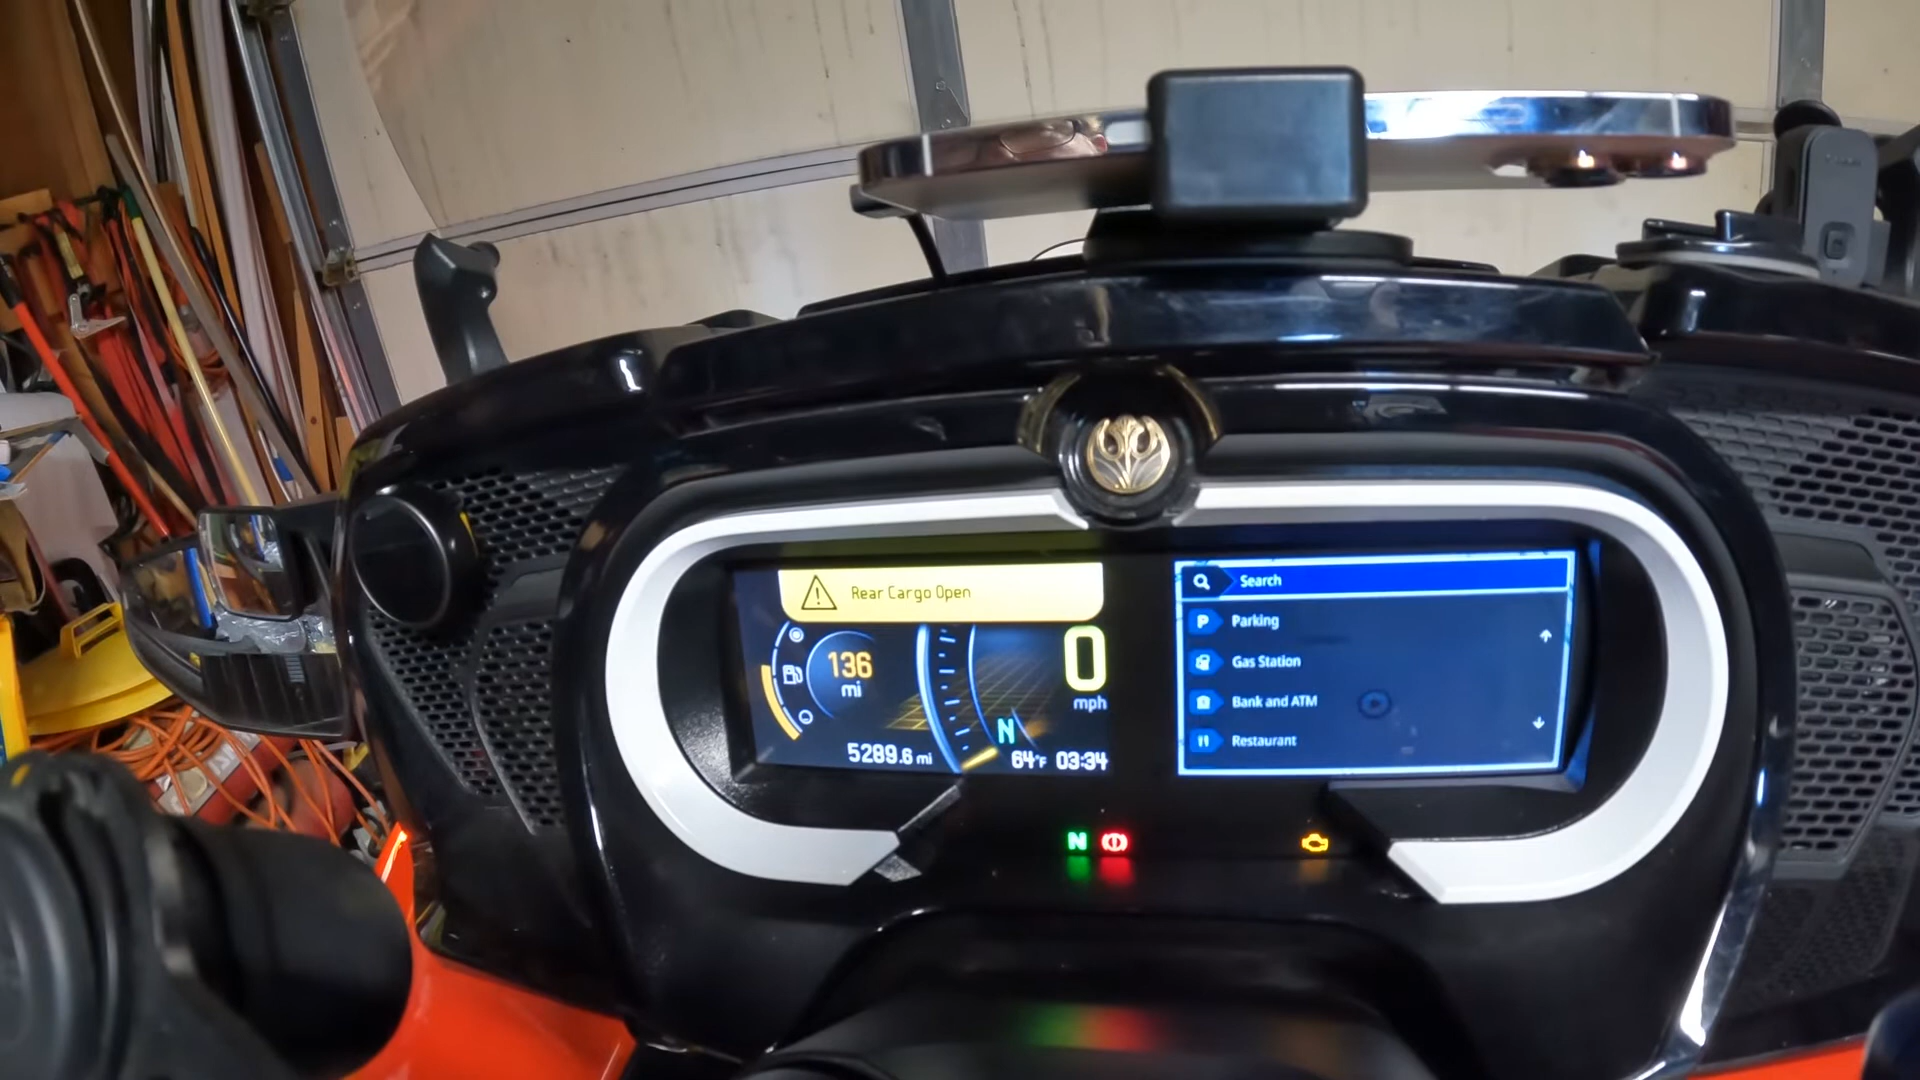 Rear Cargo Open
136
mi
0
mph
N
5289.6 mi
64°F 03:34
Search
P Parking
Gas Station
Bank and ATM
Restaurant
N